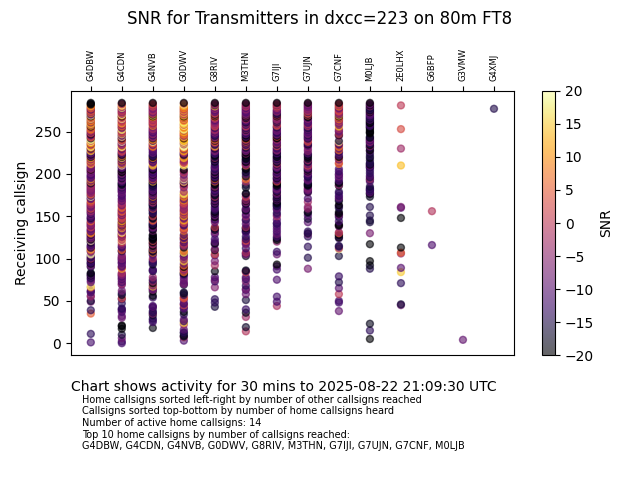 SNR for Transmitters in dxcc=223 on 80m FT8
G4DBW G4CDN G4NVB G0DWV G8RIV M3THN G7IJI G7UJN G7CNF M0LJB 2E0LHX G6BFP G3VMW G4XMJ
Receiving callsign
250
200
150
100
50
0
20
15
10
5
0
−5
−10
−15
−20
SNR
Chart shows activity for 30 mins to 2025-08-22 21:09:30 UTC
Home callsigns sorted left-right by number of other callsigns reached
Callsigns sorted top-bottom by number of home callsigns heard
Number of active home callsigns: 14
Top 10 home callsigns by number of callsigns reached:
G4DBW, G4CDN, G4NVB, G0DWV, G8RIV, M3THN, G7IJI, G7UJN, G7CNF, M0LJB